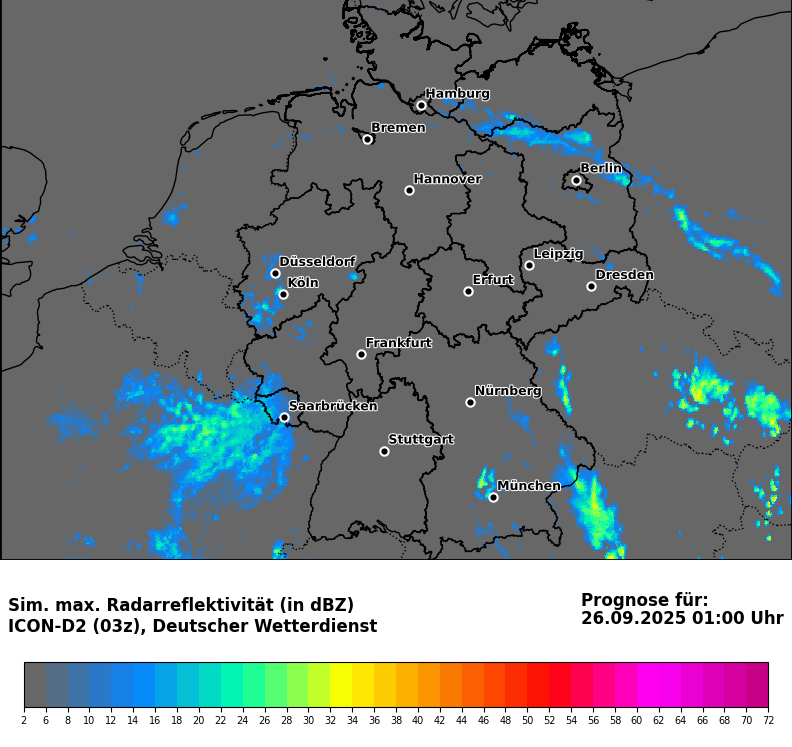 Hamburg
Bremen
Berlin
Hannover
Leipzig
Düsseldorf
Dresden
Köln
Erfurt
Frankfurt
Nürnberg
Saarbrücken
Stuttgart
München
Sim. max. Radarreflektivität (in dBZ)
ICON-D2 (03z), Deutscher Wetterdienst
Prognose für:
26.09.2025 01:00 Uhr
2 6 8 10 12 14 16 18 20 22 24 26 27 28 30 32 34 36 38 40 42 44 46 48 50 52 54 56 58 60 62 64 66 68 70 72